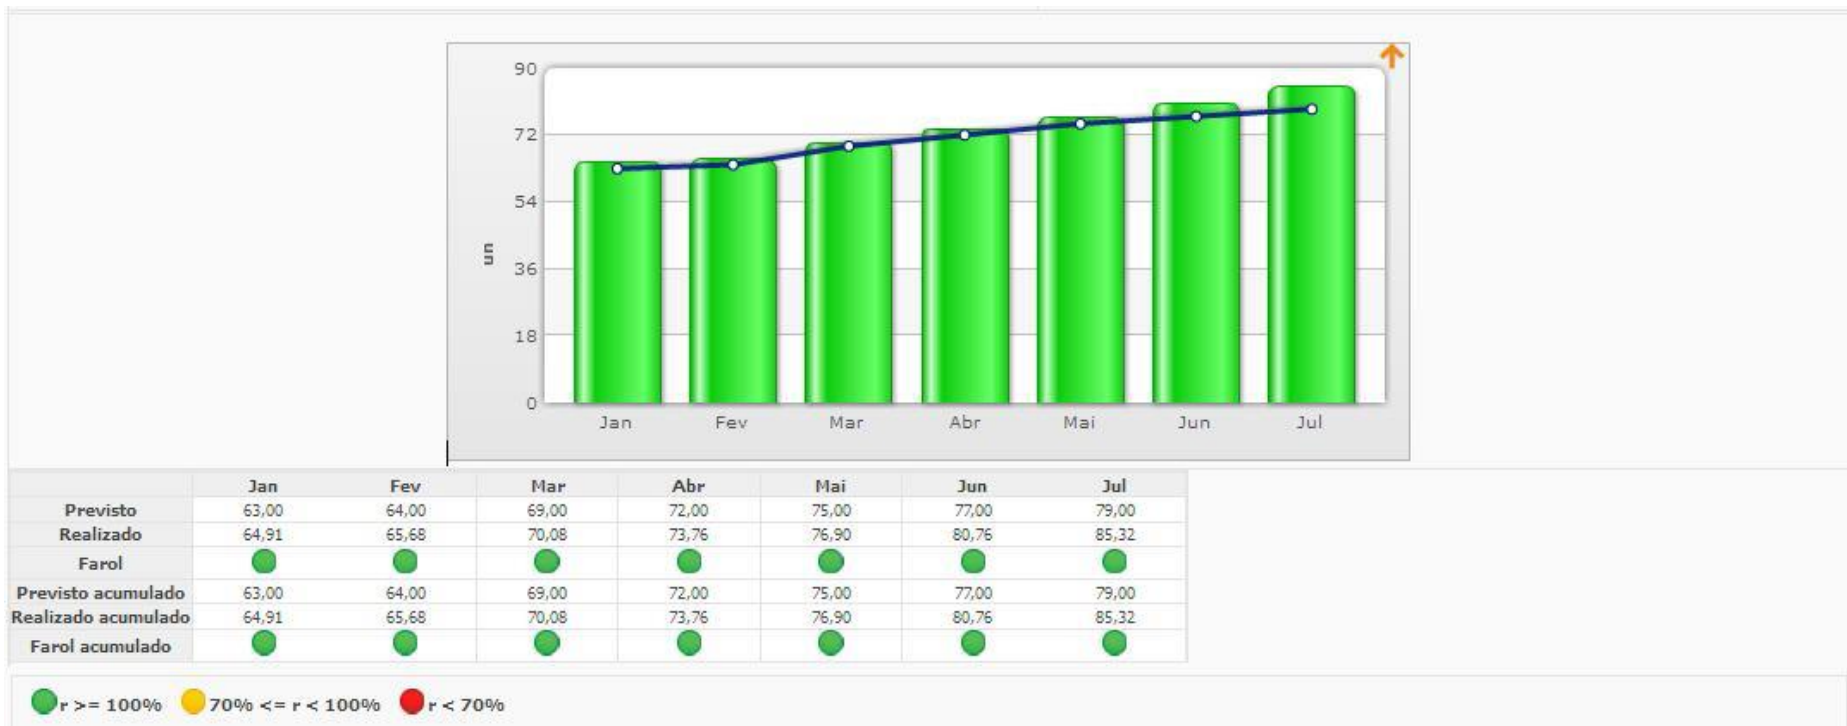 90
72
54
36
18
0
un
Jan Fev Mar Abr Mai Jun Jul
Jan Fev Mar Abr Mai Jun Jul
Previsto 63,00 64,00 69,00 72,00 75,00 77,00 79,00
Realizado 64,91 65,68 70,08 73,76 76,90 80,76 85,32
Farol
Previsto acumulado 63,00 64,00 69,00 72,00 75,00 77,00 79,00
Realizado acumulado 64,91 65,68 70,08 73,76 76,90 80,76 85,32
Farol acumulado
r >= 100% 70% <= r < 100% r < 70%